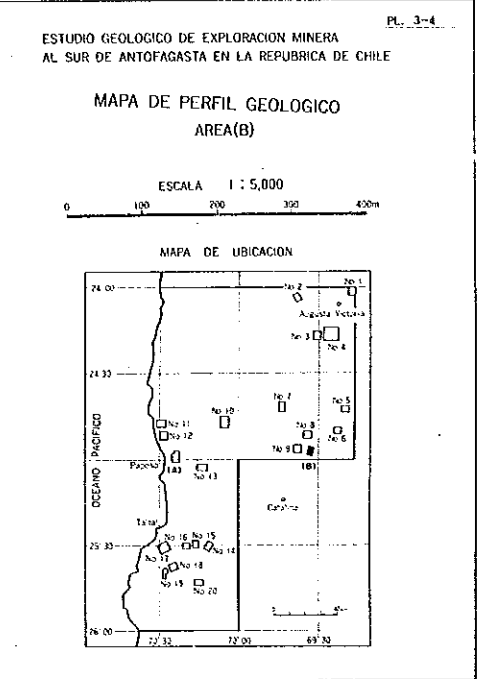 PL. 3-4
ESTUDIO GEOLOGICO DE EXPLORACION MINERA
AL SUR DE ANTOFAGASTA EN LA REPUBRICA DE CHILE
MAPA DE PERFIL GEOLOGICO
AREA(B)
ESCALA 1 : 5,000
0 100 200 300 400m
MAPA DE UBICACION
24°00'
No 2
No 1
Augusta Victoria
No 3
No 4
24°30'
No 7
No 5
No 10
No 11
No 8
No 6
No 12
No 9
OCEANO PACIFICO
Paposo
(A)
(B)
No 13
Catalina
Taltal
No 16
No 15
25°30'
No 14
No 17
No 18
No 19
No 20
0
26°00'
70°30'
70°00'
69°30'